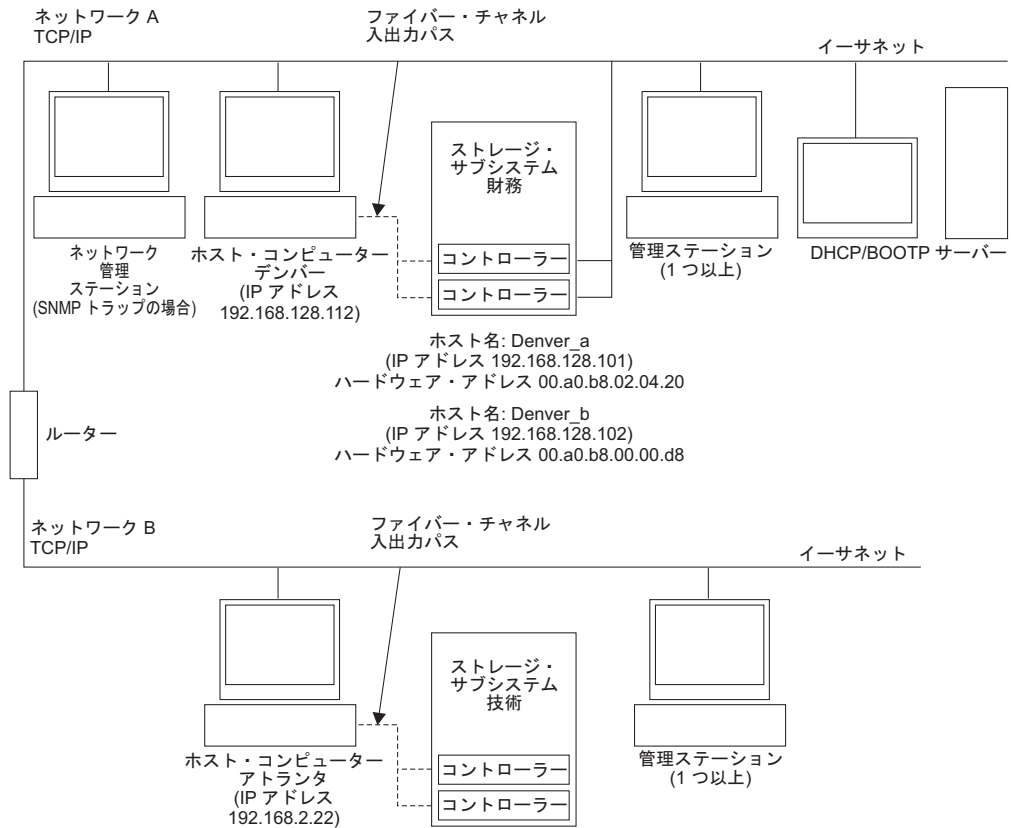 ネットワーク A
TCP/IP
ファイバー・チャネル
入出力パス
イーサネット
ストレージ・
サブシステム
財務
コントローラー
コントローラー
ネットワーク
管理
ステーション
(SNMP トラップの場合)
ホスト・コンピューター
デンバー
(IP アドレス
192.168.128.112)
管理ステーション
(1 つ以上)
DHCP/BOOTP サーバー
ホスト名: Denver_a
(IP アドレス 192.168.128.101)
ハードウェア・アドレス 00.a0.b8.02.04.20
ホスト名: Denver_b
(IP アドレス 192.168.128.102)
ハードウェア・アドレス 00.a0.b8.00.00.d8
ルーター
ネットワーク B
TCP/IP
ファイバー・チャネル
入出力パス
イーサネット
ストレージ・
サブシステム
技術
コントローラー
コントローラー
ホスト・コンピューター
アトランタ
(IP アドレス
192.168.2.22)
管理ステーション
(1 つ以上)